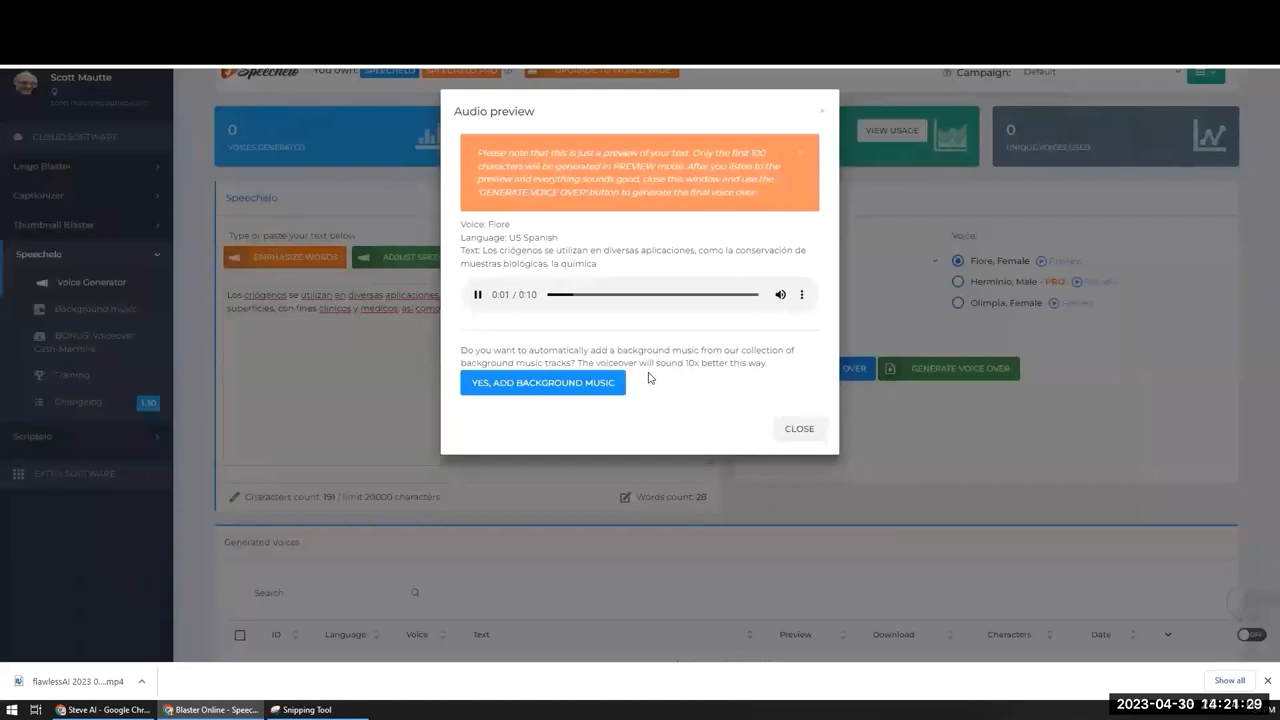 Scott Mautte
Speechelo You own: SPEECHELO SPEECHELO PRO UPGRADE TO WORLD WIDE
Campaign: Default
CLOUD SOFTWARE
Lingo Blaster
Captionizer
Thumbnail Blaster
Speechelo
Voice Generator
Background music
BONUS: Voiceover
Cash-Machine
Training
Changelog 1.30
Scriptelo
EXTRA SOFTWARE
0
VOICES GENERATED
VIEW USAGE
0
UNIQUE VOICES USED
Speechelo
Type or paste your text below
EMPHASIZE WORDS ADJUST SPEE
Los criógenos se utilizan en diversas aplicaciones,
superficies, con fines clínicos y médicos, así como
Characters count: 191 / limit 20000 characters
Words count: 28
Audio preview
×
Please note that this is just a preview of your text. Only the first 100
characters will be generated in PREVIEW mode. After you listen to the
preview and everything sounds good, close this window and use the
'GENERATE VOICE OVER' button to generate the final voice over.
Voice: Fiore
Language: US Spanish
Text: Los criógenos se utilizan en diversas aplicaciones, como la conservación de
muestras biológicas, la química
0:01 / 0:10
Do you want to automatically add a background music from our collection of
background music tracks? The voiceover will sound 10x better this way.
YES, ADD BACKGROUND MUSIC
CLOSE
Voice:
Fiore, Female Preview
Herminio, Male - PRO Preview
Olimpia, Female Preview
OVER GENERATE VOICE OVER
Generated Voices
Search:
ID Language Voice Text Preview Download Characters Date
OFF
flawlessAI 2023 0....mp4
Show all
Steve AI - Google Chr... Blaster Online - Speec... Snipping Tool
2023-04-30 14:21:29